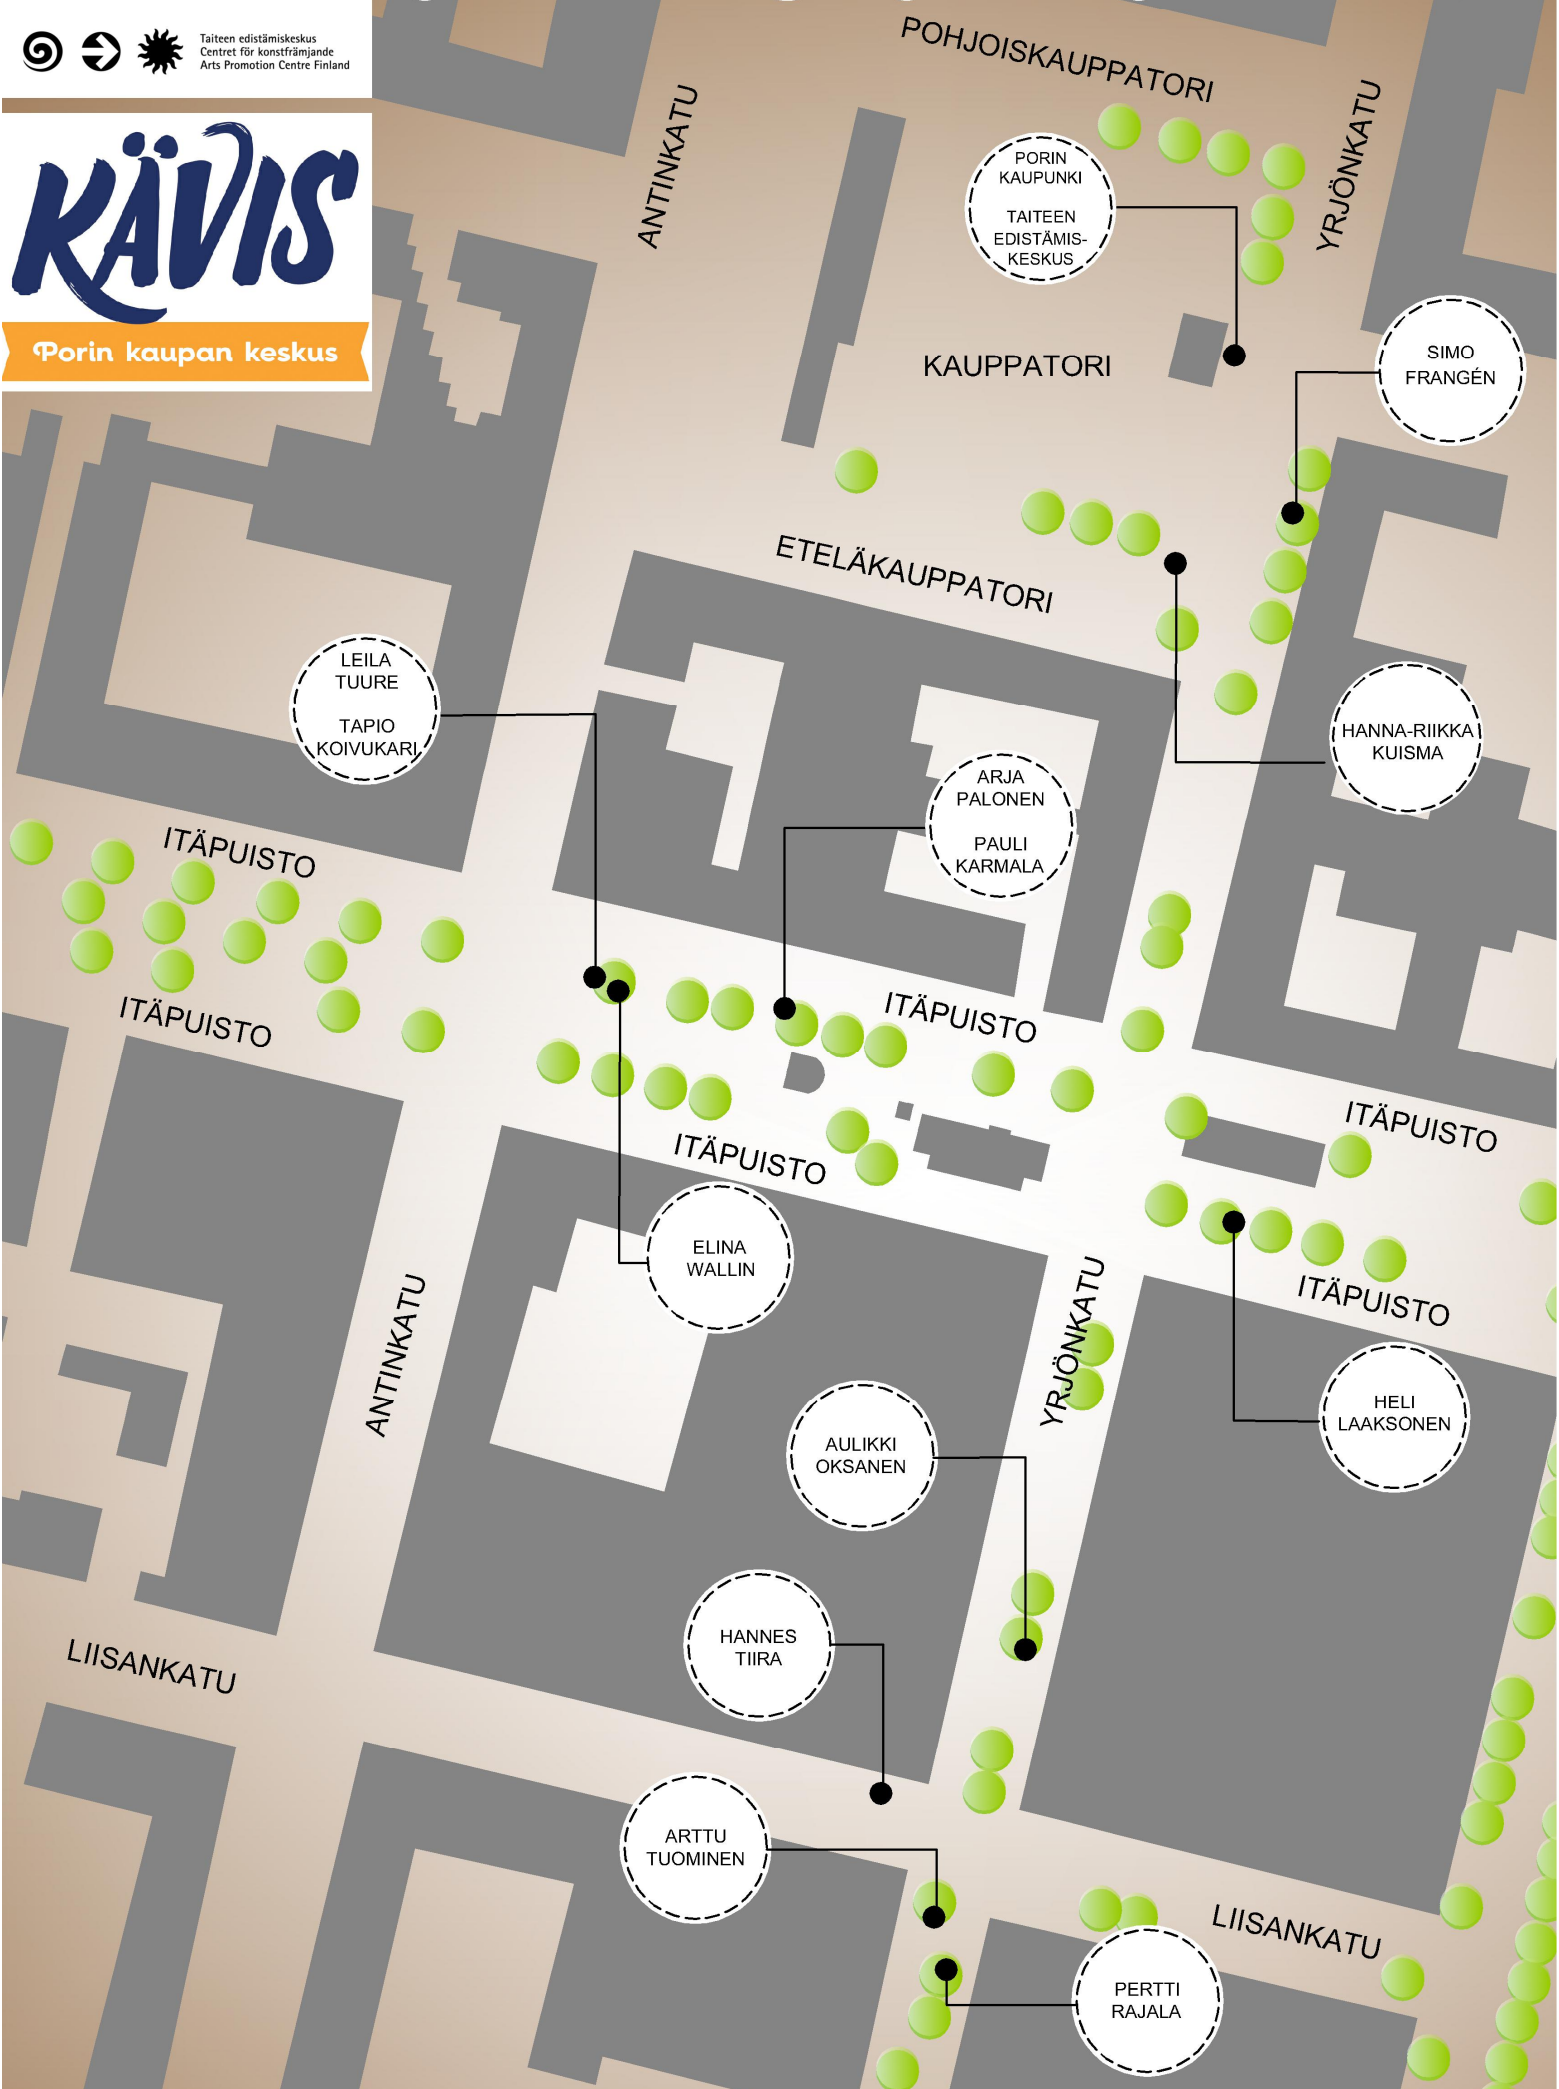 Taiteen edistämiskeskus
Centret för konstfrämjande
Arts Promotion Centre Finland
KÄVIS
Porin kaupan keskus
POHJOISKAUPPATORI
ANTINKATU
YRJÖNKATU
PORIN
KAUPUNKI
TAITEEN
EDISTÄMIS-
KESKUS
KAUPPATORI
SIMO
FRANGÉN
ETELÄKAUPPATORI
LEILA
TUURE
TAPIO
KOIVUKARI
HANNA-RIIKKA
KUISMA
ARJA
PALONEN
PAULI
KARMALA
ITÄPUISTO
ITÄPUISTO
ITÄPUISTO
ITÄPUISTO
ITÄPUISTO
ITÄPUISTO
ELINA
WALLIN
ANTINKATU
YRJÖNKATU
HELI
LAAKSONEN
AULIKKI
OKSANEN
HANNES
TIIRA
LIISANKATU
ARTTU
TUOMINEN
LIISANKATU
PERTTI
RAJALA